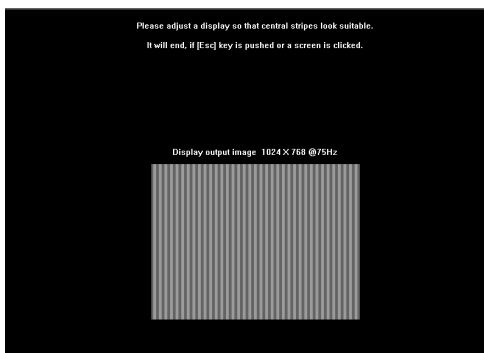 Please adjust a display so that central stripes look suitable.
It will end, if [Esc] key is pushed or a screen is clicked.
Display output image 1024 X 768 @75Hz